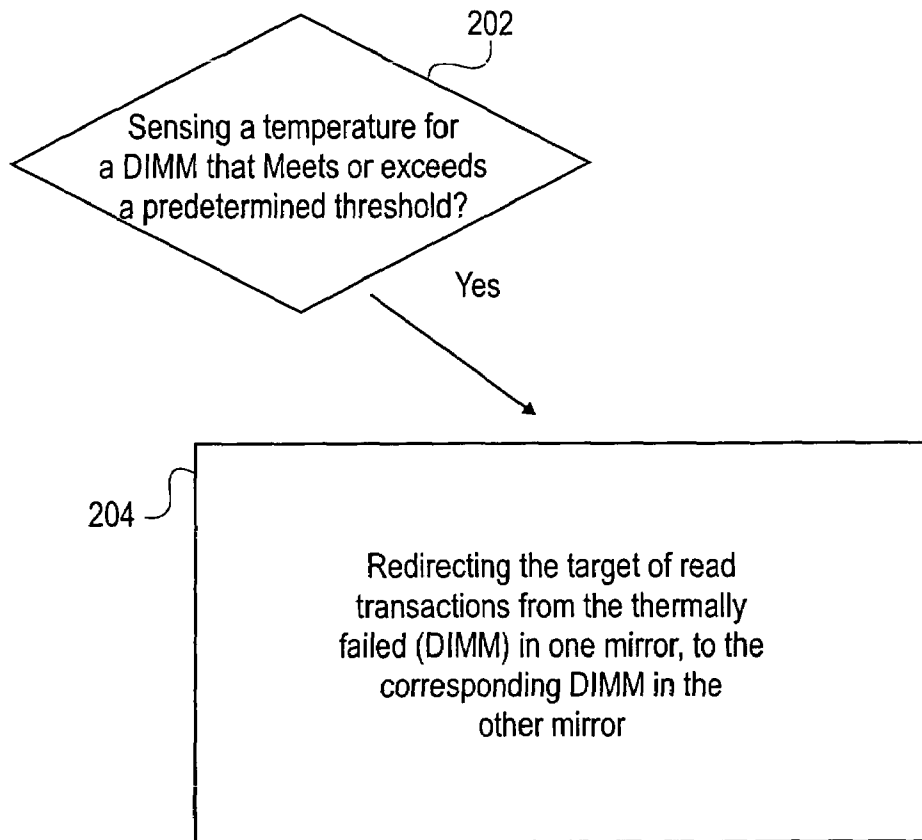 202
Sensing a temperature for
a DIMM that Meets or exceeds
a predetermined threshold?
Yes
204
Redirecting the target of read
transactions from the thermally
failed (DIMM) in one mirror, to the
corresponding DIMM in the
other mirror